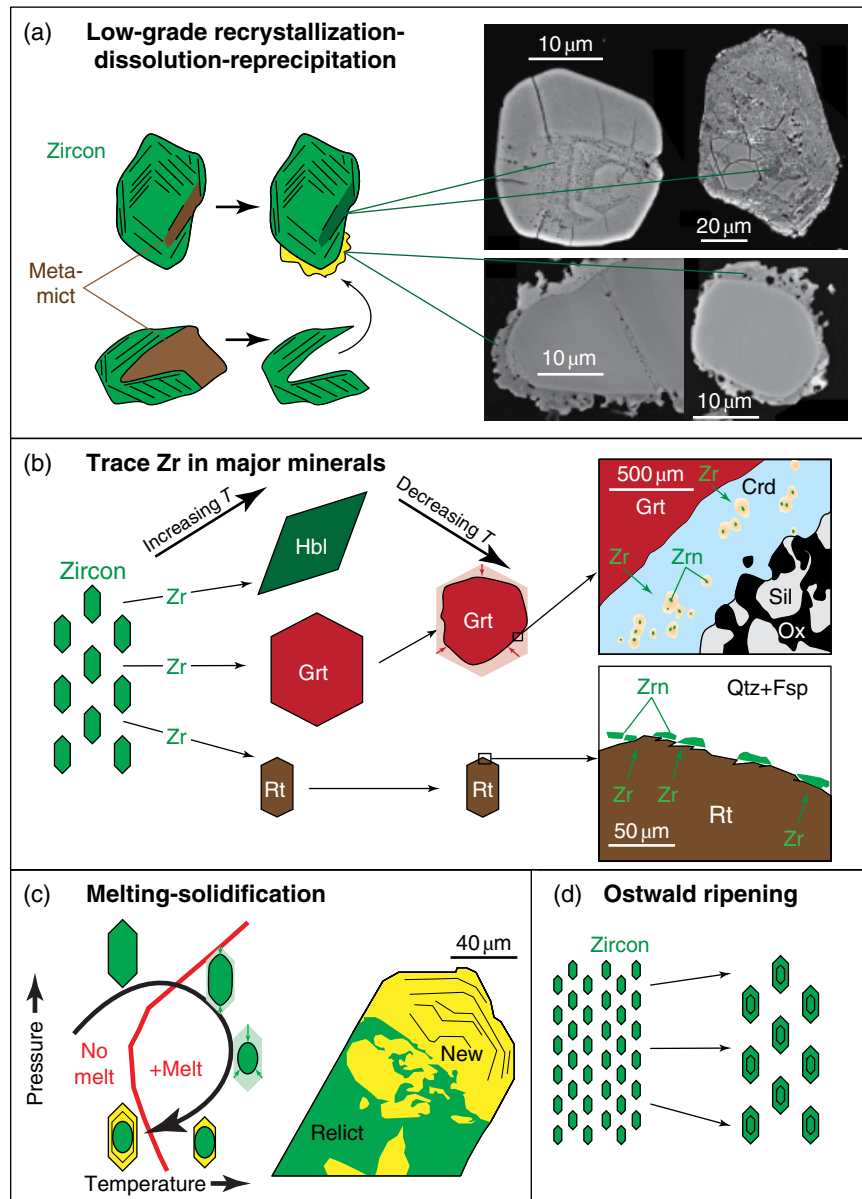 (a) Low-grade recrystallization-
dissolution-reprecipitation
Zircon
Meta-
mict
10 μm
20 μm
10 μm
10 μm
(b) Trace Zr in major minerals
Increasing T
Decreasing T
Zircon
Zr
Zr
Zr
Hbl
Grt
Rt
Grt
Rt
500 μm
Grt
Zr
Crd
Zr
Zrn
Sil
Ox
Zrn
Qtz+Fsp
Zr
Zr
Zr
Rt
50 μm
(c) Melting-solidification
Pressure
No
melt
+Melt
Temperature
40 μm
New
Relict
(d) Ostwald ripening
Zircon